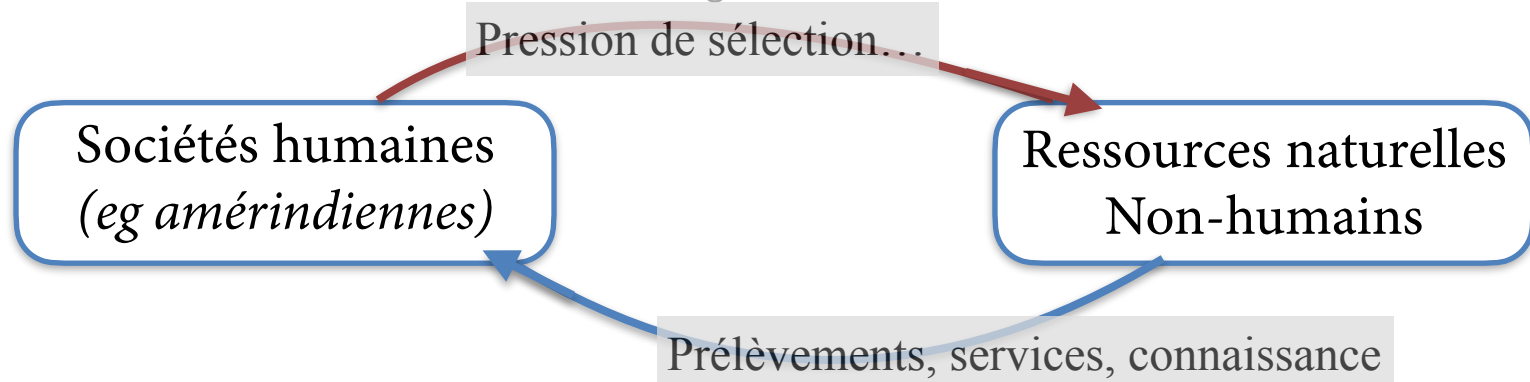 Pression de sélection…
Sociétés humaines
(eg amérindiennes)
Ressources naturelles
Non-humains
Prélèvements, services, connaissance